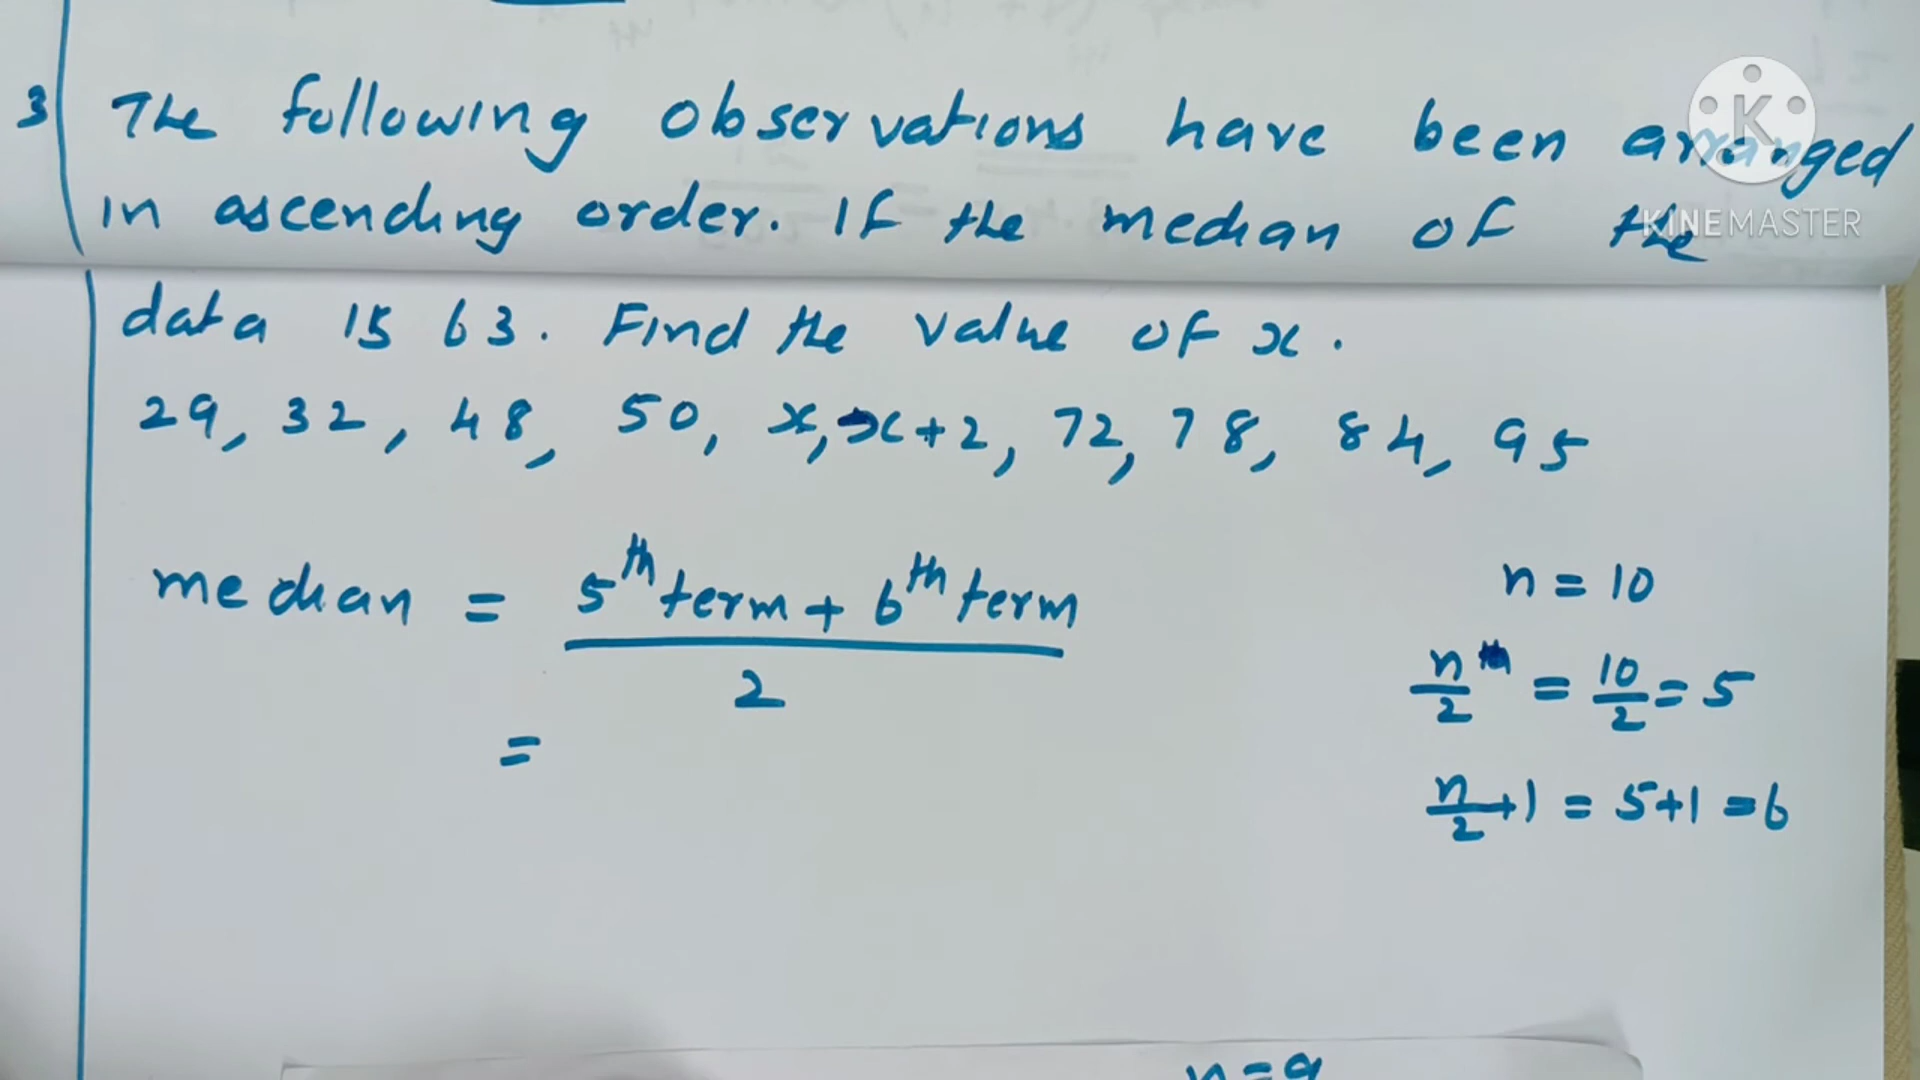 3 The following observations have been arranged
in ascending order. If the median of the
data is 63. Find the value of x.
29, 32, 48, 50, x, x+2, 72, 78, 84, 95
median = 5th term + 6th term / 2
=
n = 10
n/2 th = 10/2 = 5
n/2 + 1 = 5+1 = 6
n = 9
K
KINEMASTER